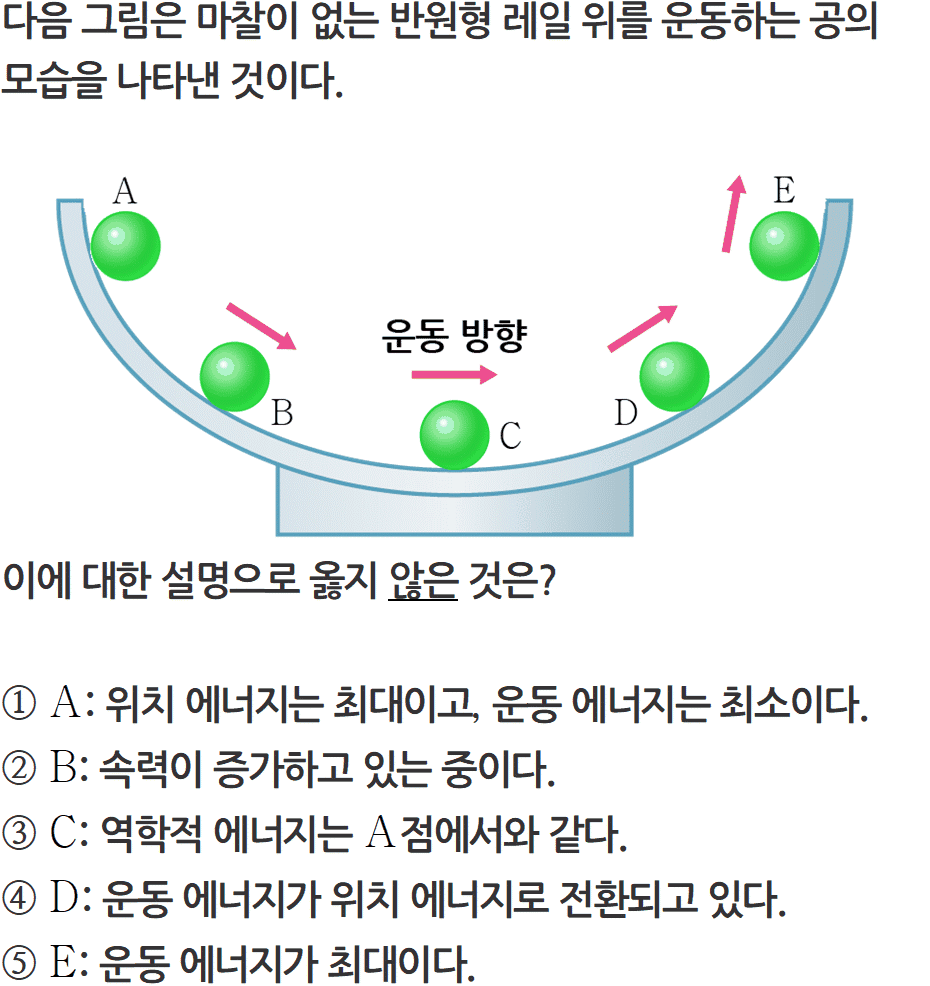 다음 그림은 마찰이 없는 반원형 레일 위를 운동하는 공의
모습을 나타낸 것이다.
A
E
운동 방향
B
C
D
이에 대한 설명으로 옳지 않은 것은?
① A: 위치 에너지는 최대이고, 운동 에너지는 최소이다.
② B: 속력이 증가하고 있는 중이다.
③ C: 역학적 에너지는 A점에서와 같다.
④ D: 운동 에너지가 위치 에너지로 전환되고 있다.
⑤ E: 운동 에너지가 최대이다.